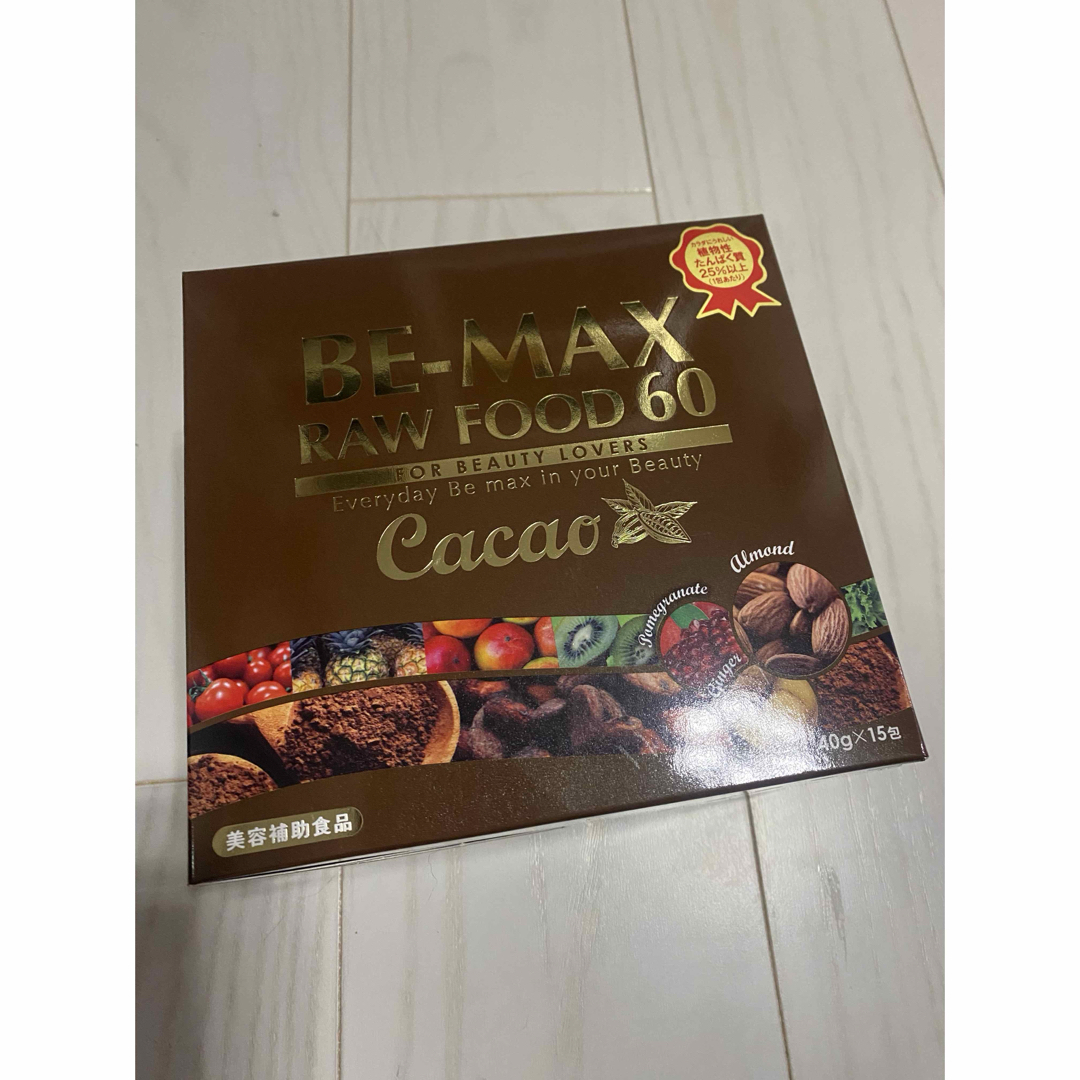 カラダにうれしい
植物性
たんぱく質
25%以上
(1包あたり)
BE-MAX
RAW FOOD 60
FOR BEAUTY LOVERS
Everyday Be max in your Beauty
Cacao
Almond
Pomegranate
Ginger
40g×15包
美容補助食品